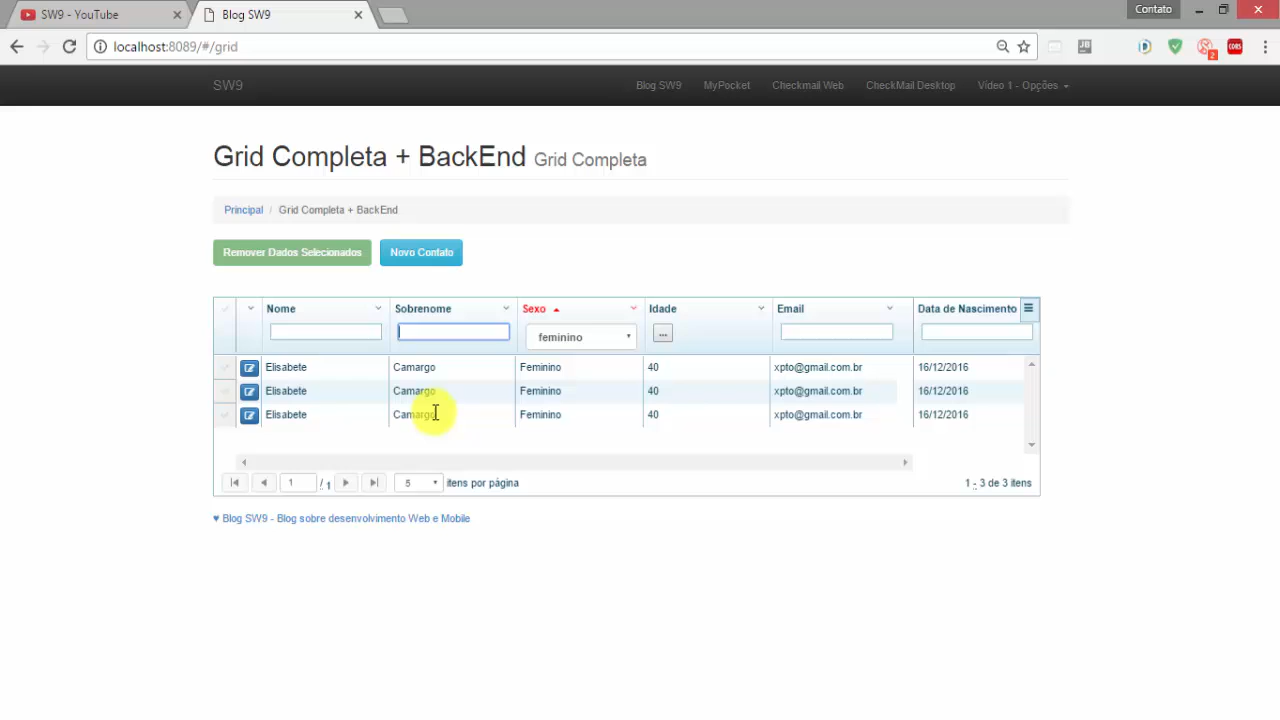 SW9 - YouTube
Blog SW9
Contato
localhost:8089/#/grid
2
CORS
SW9
Blog SW9
MyPocket
Checkmail Web
CheckMail Desktop
Vídeo 1 - Opções
Grid Completa + BackEnd Grid Completa
Principal / Grid Completa + BackEnd
Remover Dados Selecionados
Novo Contato
Nome
Sobrenome
Sexo
Idade
Email
Data de Nascimento
feminino
...
Elisabete Camargo Feminino 40 xpto@gmail.com.br 16/12/2016
Elisabete Camargo Feminino 40 xpto@gmail.com.br 16/12/2016
Elisabete Camargo Feminino 40 xpto@gmail.com.br 16/12/2016
1 / 1
5 itens por página
1 - 3 de 3 itens
♥ Blog SW9 - Blog sobre desenvolvimento Web e Mobile